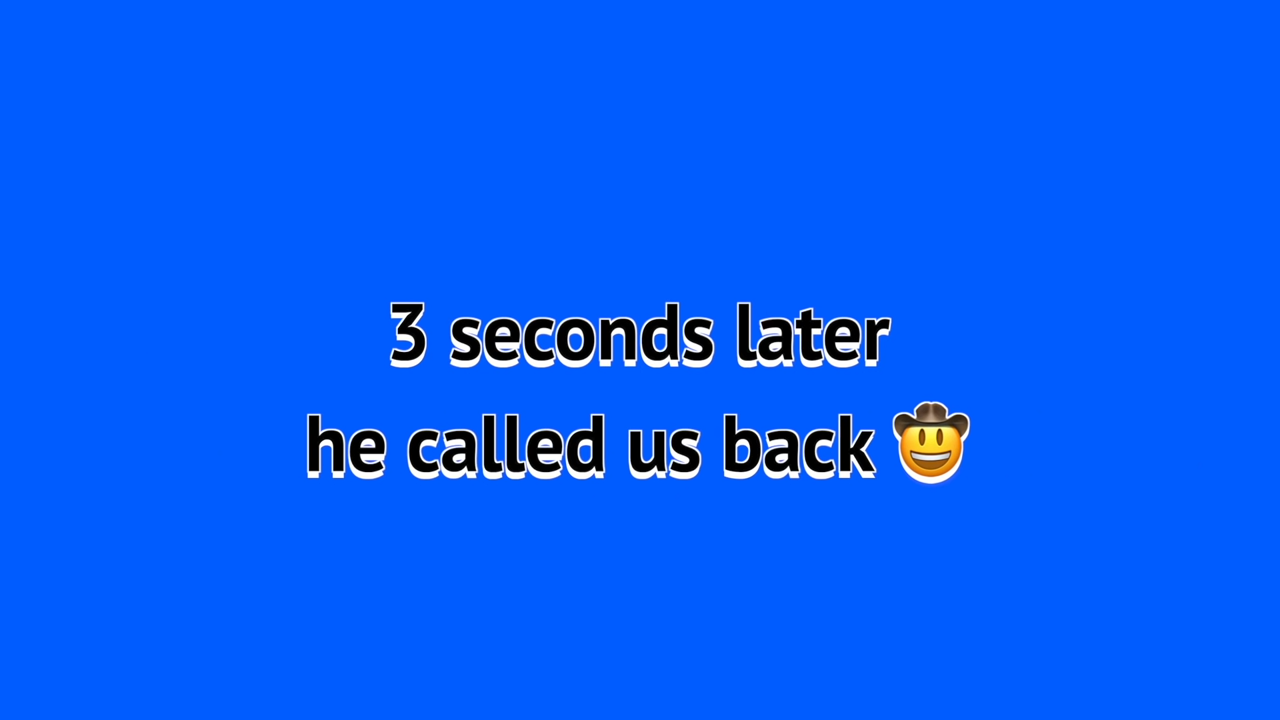 3 seconds later
he called us back 🤠